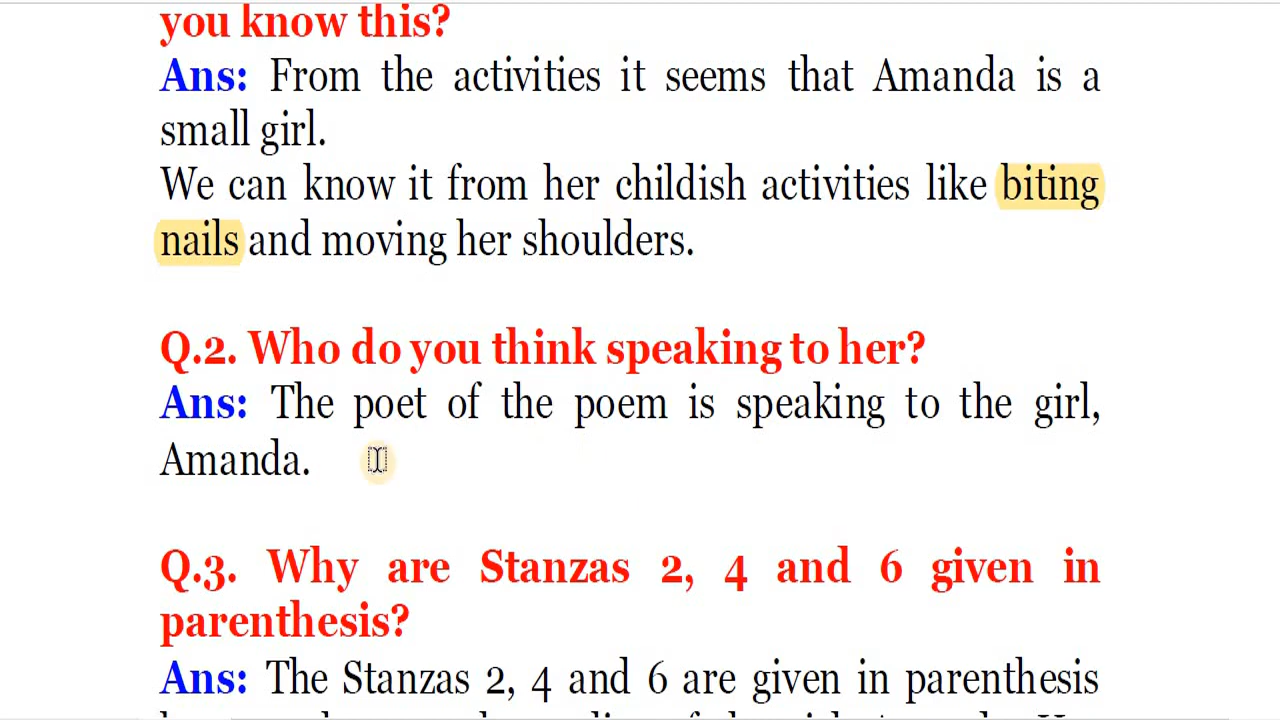 you know this?
Ans: From the activities it seems that Amanda is a
small girl.
We can know it from her childish activities like biting
nails and moving her shoulders.
Q.2. Who do you think speaking to her?
Ans: The poet of the poem is speaking to the girl,
Amanda.
Q.3. Why are Stanzas 2, 4 and 6 given in
parenthesis?
Ans: The Stanzas 2, 4 and 6 are given in parenthesis